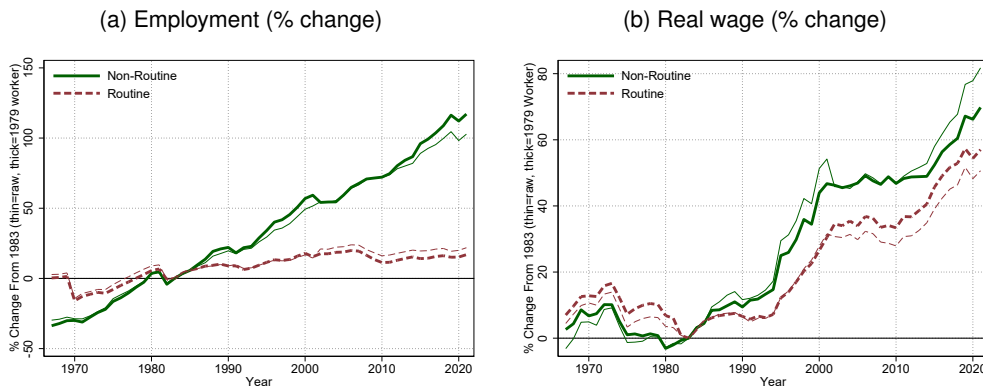 (a) Employment (% change)
% Change From 1983 (thin=raw, thick=1979 worker)
150
100
50
0
-50
Non-Routine
Routine
1970 1980 1990 2000 2010 2020
Year
(b) Real wage (% change)
% Change From 1983 (thin=raw, thick=1979 Worker)
80
60
40
20
0
Non-Routine
Routine
1970 1980 1990 2000 2010 2020
Year